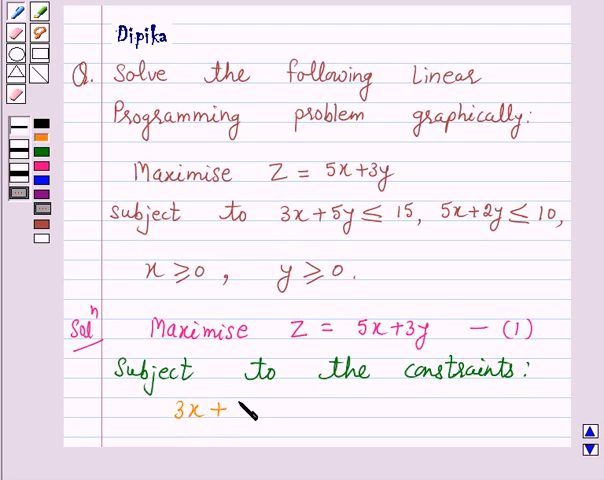 Dipika
Q. Solve the following Linear
Programming problem graphically:
Maximise Z = 5x+3y
Subject to 3x+5y ≤ 15, 5x+2y ≤ 10,
x ≥ 0, y ≥ 0.
Solⁿ Maximise Z = 5x+3y — (1)
Subject to the constraints:
3x +